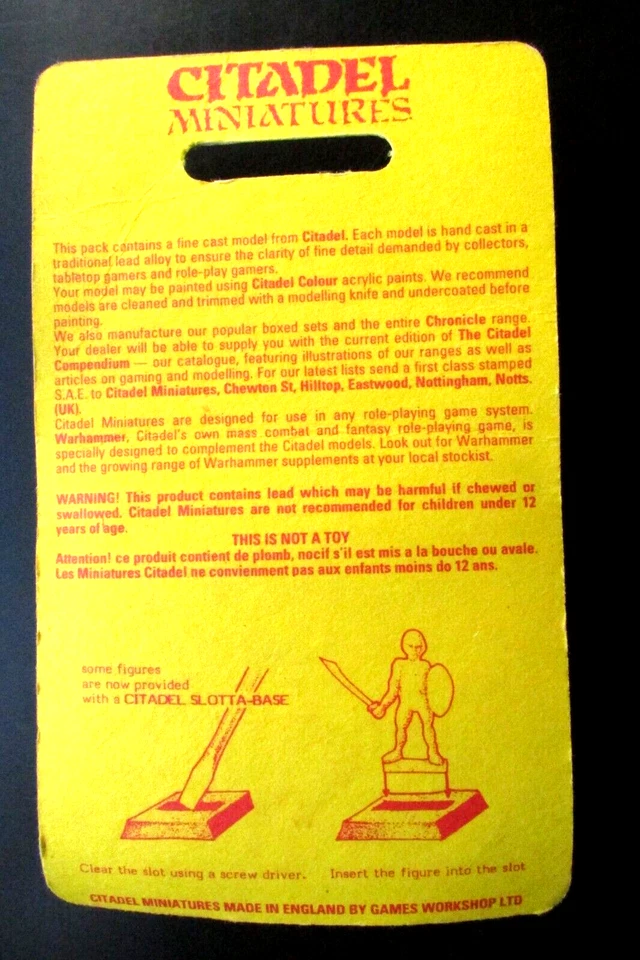 CITADEL
MINIATURES
This pack contains a fine cast model from Citadel. Each model is hand cast in a
traditional lead alloy to ensure the clarity of fine detail demanded by collectors,
tabletop gamers and role-play gamers.
Your model may be painted using Citadel Colour acrylic paints. We recommend
models are cleaned and trimmed with a modelling knife and undercoated before
painting.
We also manufacture our popular boxed sets and the entire Chronicle range.
Your dealer will be able to supply you with the current edition of The Citadel
Compendium — our catalogue, featuring illustrations of our ranges as well as
articles on gaming and modelling. For our latest lists send a first class stamped
S.A.E. to Citadel Miniatures, Chewton St, Hilltop, Eastwood, Nottingham, Notts.
(UK).
Citadel Miniatures are designed for use in any role-playing game system.
Warhammer, Citadel's own mass combat and fantasy role-playing game, is
specially designed to complement the Citadel models. Look out for Warhammer
and the growing range of Warhammer supplements at your local stockist.
WARNING! This product contains lead which may be harmful if chewed or
swallowed. Citadel Miniatures are not recommended for children under 12
years of age.
THIS IS NOT A TOY
Attention! ce produit contient de plomb, nocif s'il est mis a la bouche ou avale.
Les Miniatures Citadel ne convienment pas aux enfants moins do 12 ans.
some figures
are now provided
with a CITADEL SLOTTA-BASE
Clear the slot using a screw driver. Insert the figure into the slot
CITADEL MINIATURES MADE IN ENGLAND BY GAMES WORKSHOP LTD